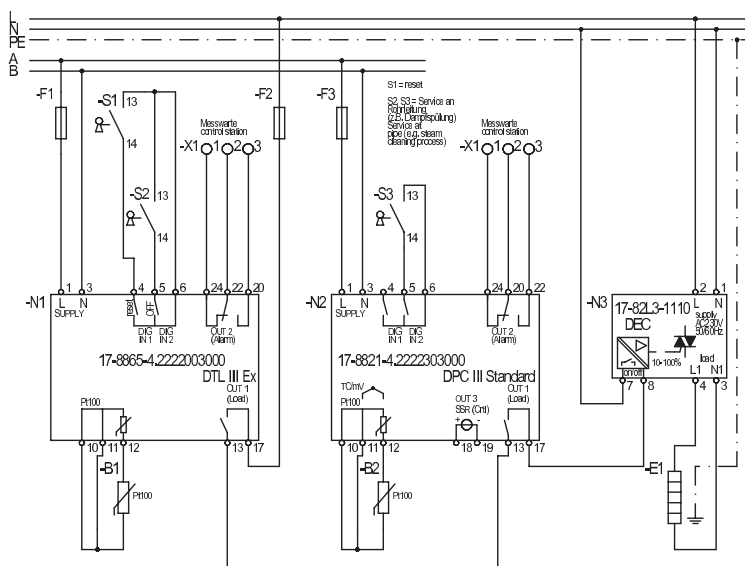 L
N
PE
A
B
-F1
-S1
13
14
-S2
13
14
Messwarte
control station
-X1 1 2 3
-F2
-F3
S1 = reset
S2, S3 = Service an
Rohrleitung
(z.B. Dampfspülung)
Service at
pipe (e.g. steam
cleaning process)
-S3
13
14
Messwarte
control station
-X1 1 2 3
-N1
1 3 4 5 6 24 22 20
L N
SUPPLY
reset
OFF
DIG
IN 1
DIG
IN 2
OUT 2
(Alarm)
17-8865-4.2222003000
DTL III Ex
Pt100
OUT 1
(Load)
10 11 12 13 17
-B1
Pt100
-N2
1 3 4 5 6 24 20 22
L N
SUPPLY
DIG
IN 1
DIG
IN 2
OUT 2
(Alarm)
17-8821-4.2222303000
DPC III Standard
TC/mV
Pt100
OUT 3
SSR (Crtl)
+ -
OUT 1
(Load)
10 11 12 18 19 13 17
-B2
Pt100
-N3
2 1
L N
17-82L3-1110
DEC
supply
AC230V
50/60Hz
10-100%
on/off
load
L1 N1
7 8 4 3
-E1